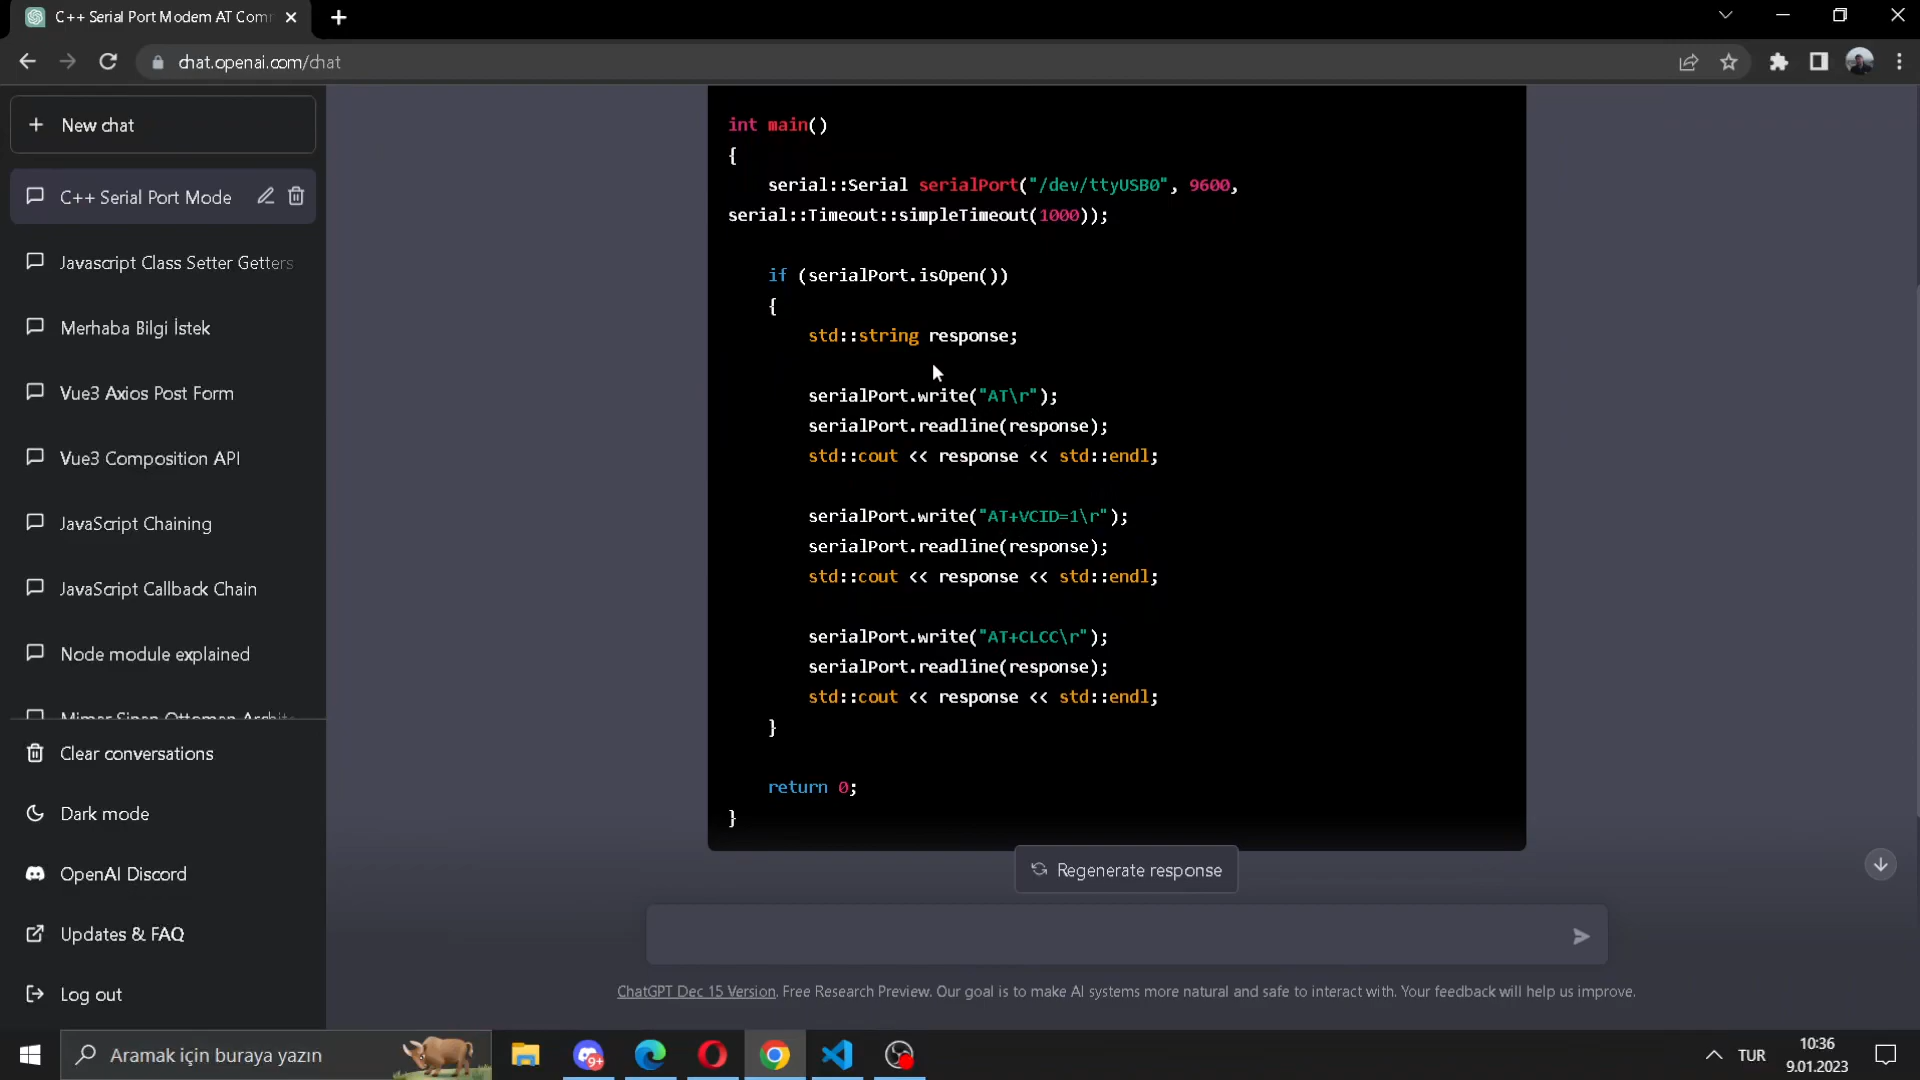 C++ Serial Port Modem AT Comm
chat.openai.com/chat
New chat
C++ Serial Port Mode
Javascript Class Setter Getters
Merhaba Bilgi İstek
Vue3 Axios Post Form
Vue3 Composition API
JavaScript Chaining
JavaScript Callback Chain
Node module explained
Mimar Sinan Ottoman Archite
Clear conversations
Dark mode
OpenAI Discord
Updates & FAQ
Log out
int main()
{
serial::Serial serialPort("/dev/ttyUSB0", 9600,
serial::Timeout::simpleTimeout(1000));
if (serialPort.isOpen())
{
std::string response;
serialPort.write("AT\r");
serialPort.readline(response);
std::cout << response << std::endl;
serialPort.write("AT+VCID=1\r");
serialPort.readline(response);
std::cout << response << std::endl;
serialPort.write("AT+CLCC\r");
serialPort.readline(response);
std::cout << response << std::endl;
}
return 0;
}
Regenerate response
ChatGPT Dec 15 Version. Free Research Preview. Our goal is to make AI systems more natural and safe to interact with. Your feedback will help us improve.
Aramak için buraya yazın
9+
TUR
10:36
9.01.2023